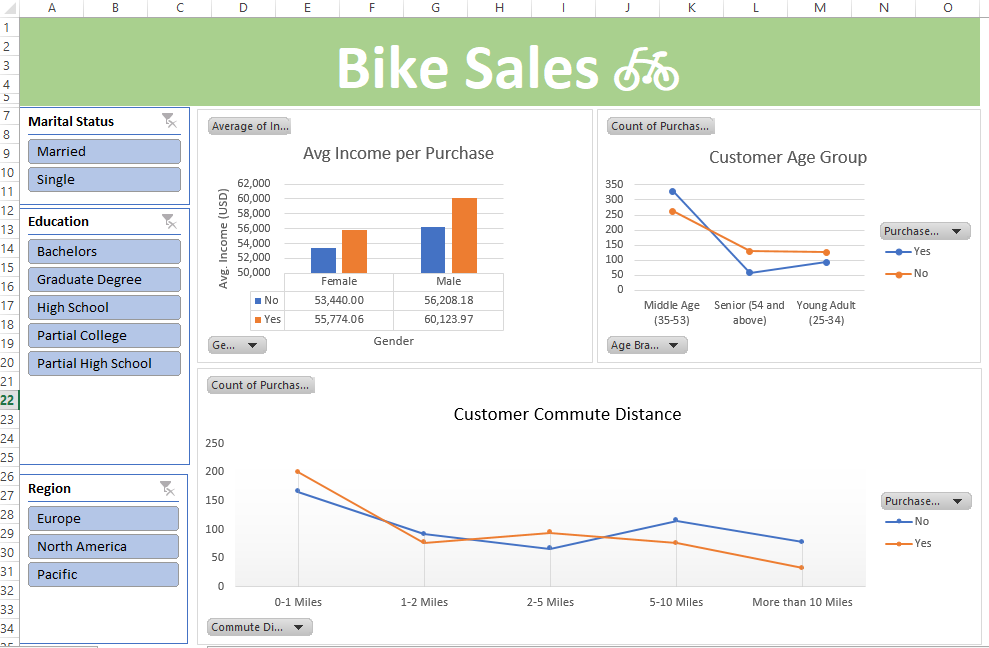 A B C D E F G H I J K L M N O
1
2
3
4
5
7
8
9
10
11
12
13
14
15
16
17
18
19
20
21
22
23
24
25
26
27
28
29
30
31
32
33
34
Bike Sales
Marital Status
Married
Single
Education
Bachelors
Graduate Degree
High School
Partial College
Partial High School
Region
Europe
North America
Pacific
Average of In...
Avg Income per Purchase
Avg. Income (USD)
62,000
60,000
58,000
56,000
54,000
52,000
50,000
Female Male
No 53,440.00 56,208.18
Yes 55,774.06 60,123.97
Gender
Ge...
Count of Purchas...
Customer Age Group
350
300
250
200
150
100
50
0
Middle Age
(35-53)
Senior (54 and
above)
Young Adult
(25-34)
Purchase...
Yes
No
Age Bra...
Count of Purchas...
Customer Commute Distance
250
200
150
100
50
0
0-1 Miles 1-2 Miles 2-5 Miles 5-10 Miles More than 10 Miles
Purchase...
No
Yes
Commute Di...